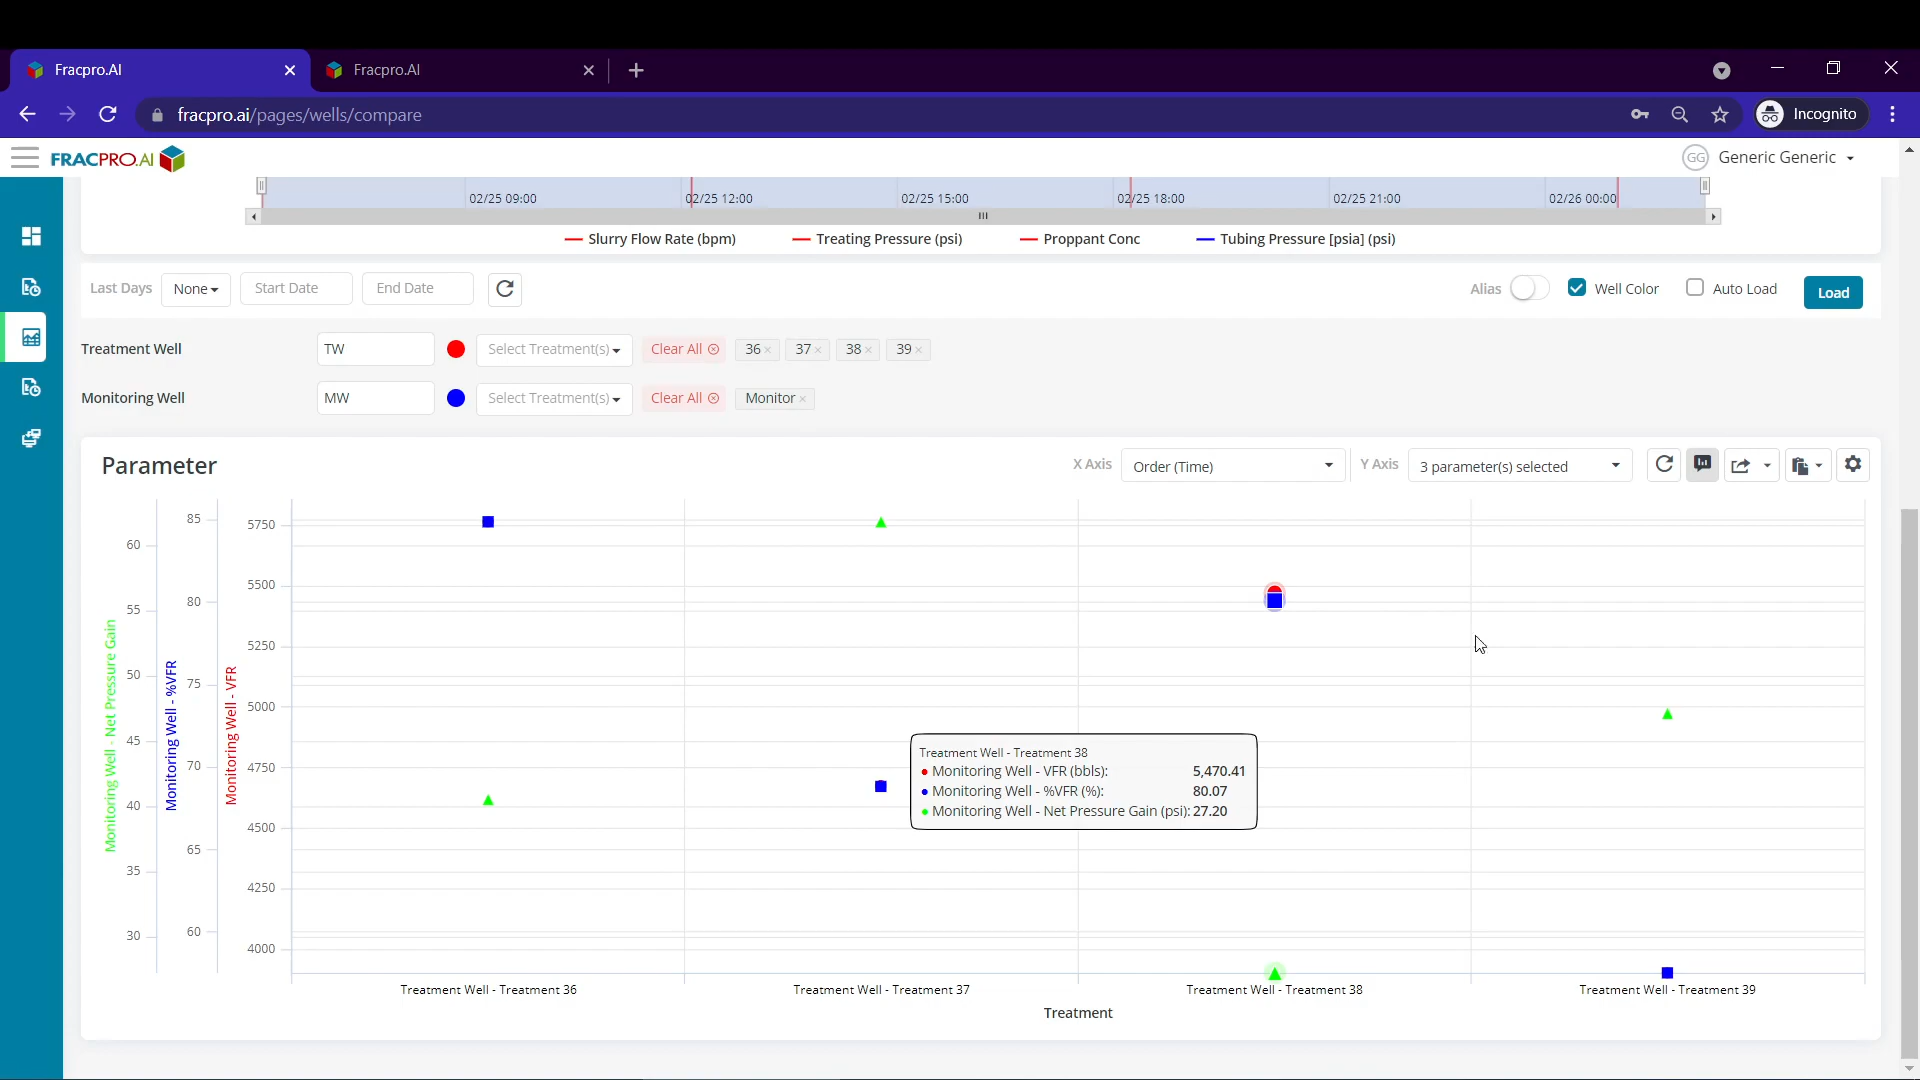 Fracpro.AI
Fracpro.AI
fracpro.ai/pages/wells/compare
Incognito
FRACPRO.AI
GG Generic Generic
02/25 09:00 02/25 12:00 02/25 15:00 02/25 18:00 02/25 21:00 02/26 00:00
Slurry Flow Rate (bpm) Treating Pressure (psi) Proppant Conc Tubing Pressure [psia] (psi)
Last Days None Start Date End Date Alias Well Color Auto Load Load
Treatment Well TW Select Treatment(s) Clear All 36 37 38 39
Monitoring Well MW Select Treatment(s) Clear All Monitor
Parameter X Axis Order (Time) Y Axis 3 parameter(s) selected
Monitoring Well - Net Pressure Gain
60
55
50
45
40
35
30
Monitoring Well - %VFR
85
80
75
70
65
60
Monitoring Well - VFR
5750
5500
5250
5000
4750
4500
4250
4000
Treatment Well - Treatment 38
Monitoring Well - VFR (bbls): 5,470.41
Monitoring Well - %VFR (%): 80.07
Monitoring Well - Net Pressure Gain (psi): 27.20
Treatment Well - Treatment 36 Treatment Well - Treatment 37 Treatment Well - Treatment 38 Treatment Well - Treatment 39
Treatment